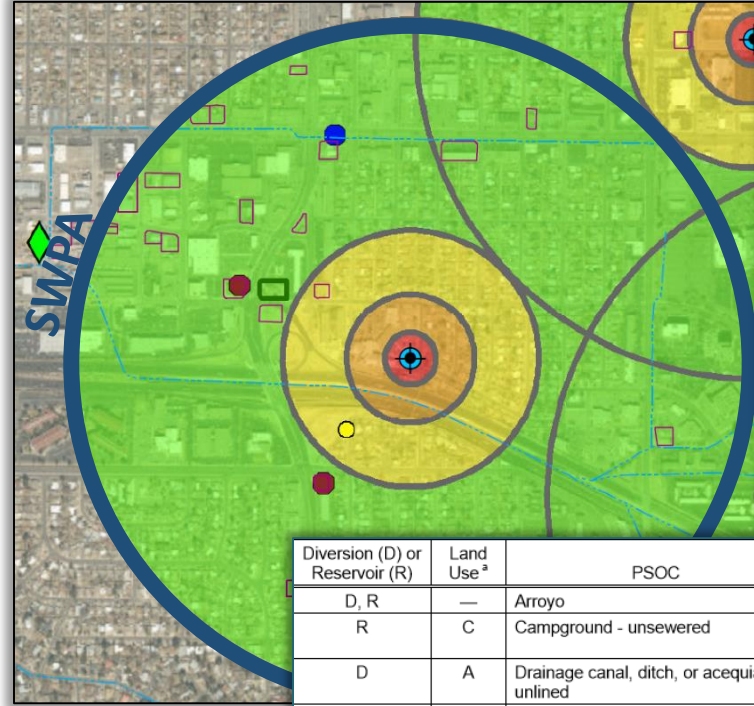 SWPA
Diversion (D) or
Reservoir (R)
Land
Use ª
PSOC
D, R
—
Arroyo
R
C
Campground - unsewered
D
A
Drainage canal, ditch, or acequia
unlined